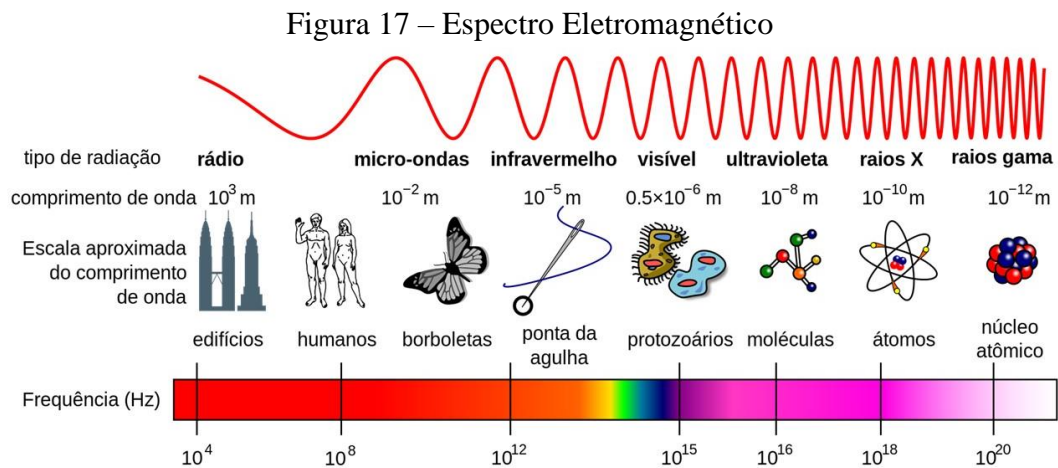 Figura 17 – Espectro Eletromagnético
tipo de radiação rádio micro-ondas infravermelho visível ultravioleta raios X raios gama
comprimento de onda 10³ m 10⁻² m 10⁻⁵ m 0.5×10⁻⁶ m 10⁻⁸ m 10⁻¹⁰ m 10⁻¹² m
Escala aproximada
do comprimento
de onda
edifícios humanos borboletas ponta da agulha protozoários moléculas átomos núcleo atômico
Frequência (Hz)
10⁴ 10⁸ 10¹² 10¹⁵ 10¹⁶ 10¹⁸ 10²⁰